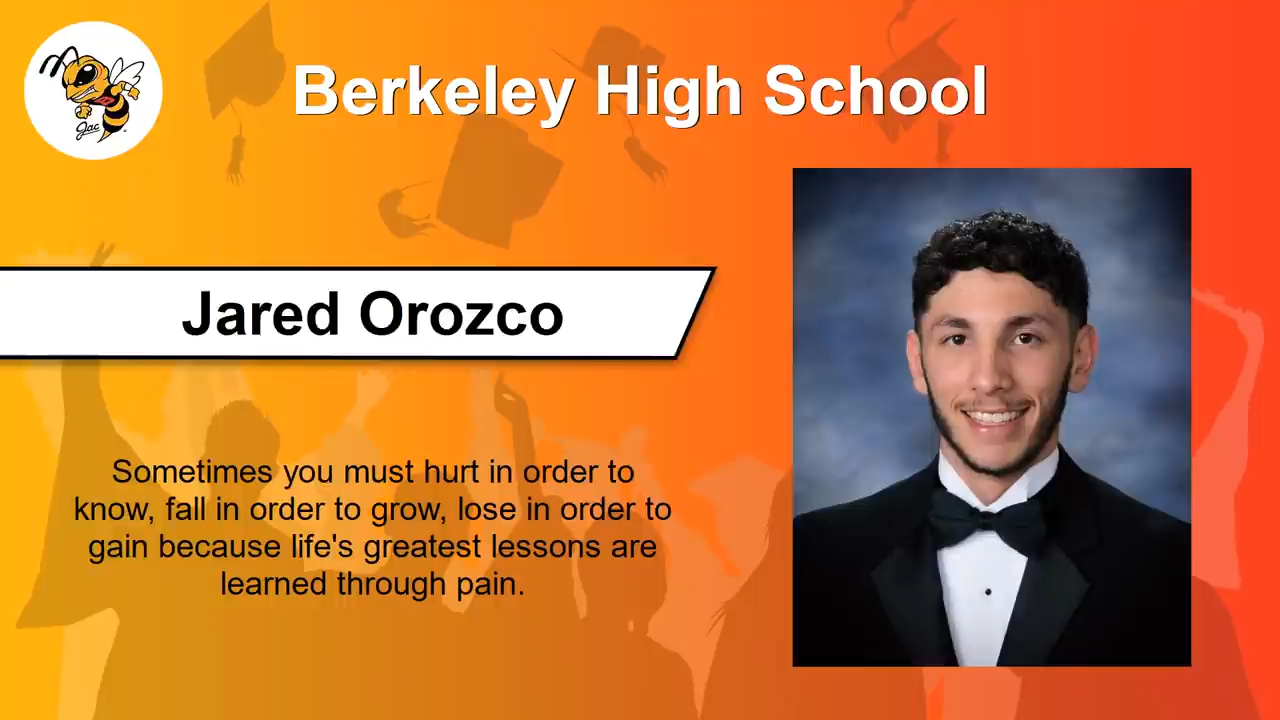 Jac
Berkeley High School
Jared Orozco
Sometimes you must hurt in order to
know, fall in order to grow, lose in order to
gain because life's greatest lessons are
learned through pain.